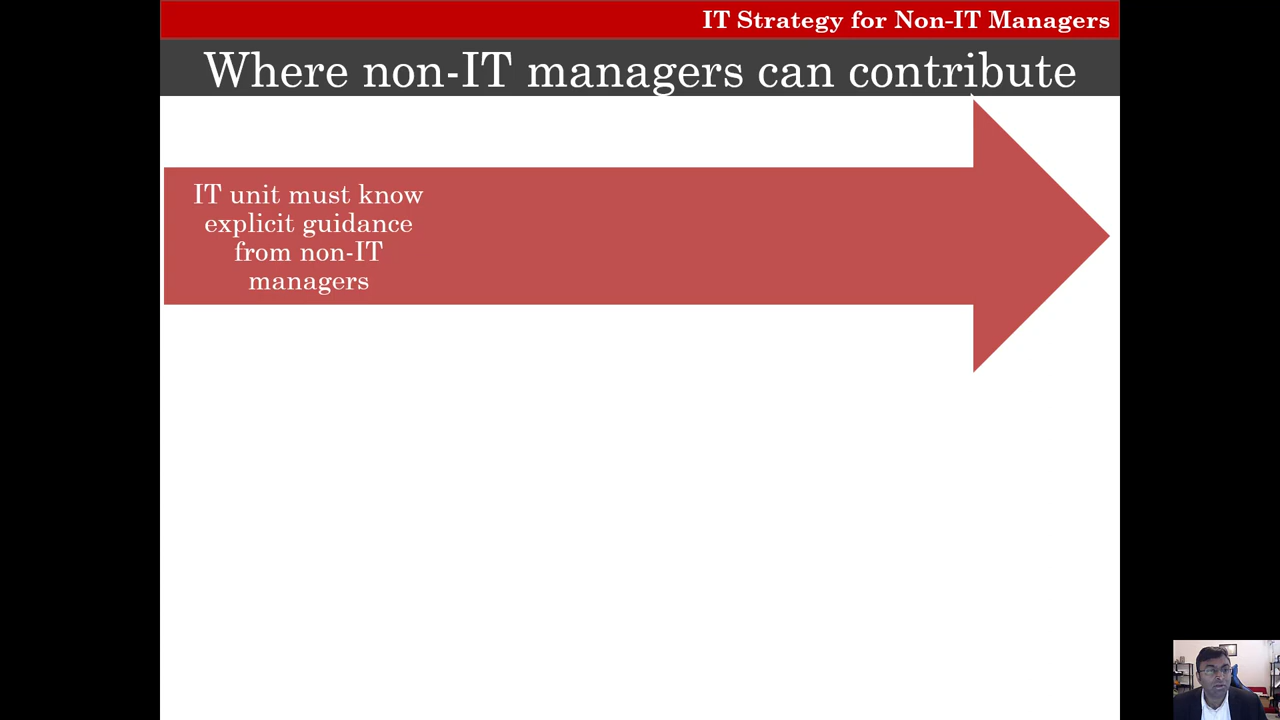 IT Strategy for Non-IT Managers
Where non-IT managers can contribute
IT unit must know
explicit guidance
from non-IT
managers